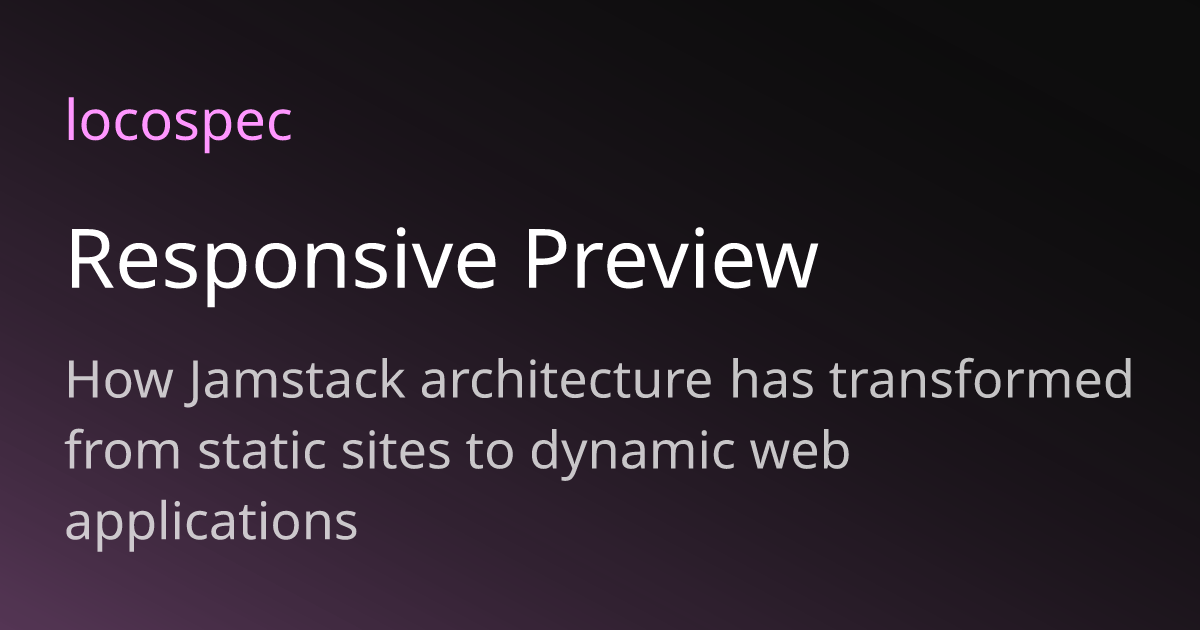 locospec
Responsive Preview
How Jamstack architecture has transformed
from static sites to dynamic web
applications